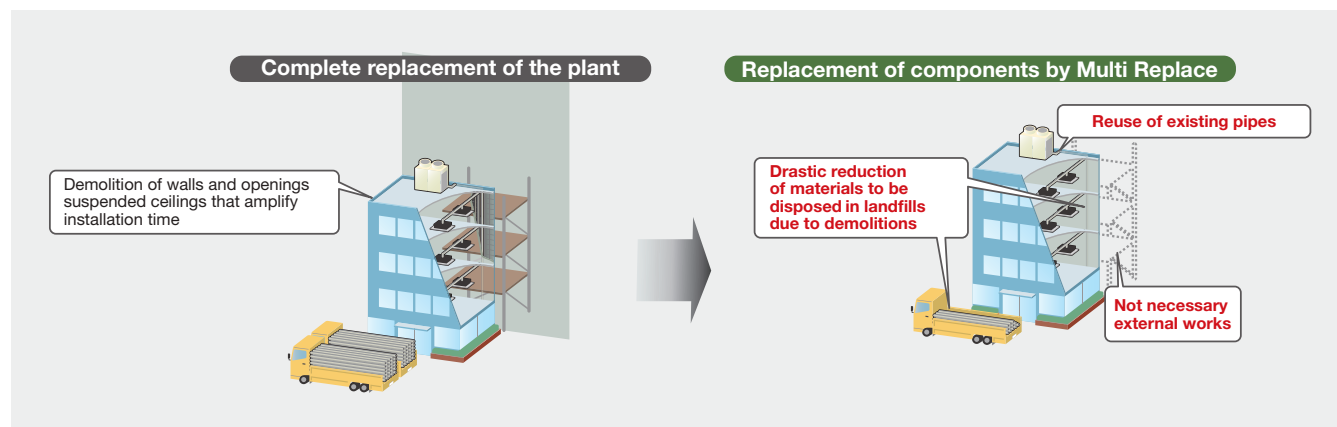 Complete replacement of the plant
Demolition of walls and openings
suspended ceilings that amplify
installation time
Replacement of components by Multi Replace
Reuse of existing pipes
Drastic reduction
of materials to be
disposed in landfills
due to demolitions
Not necessary
external works